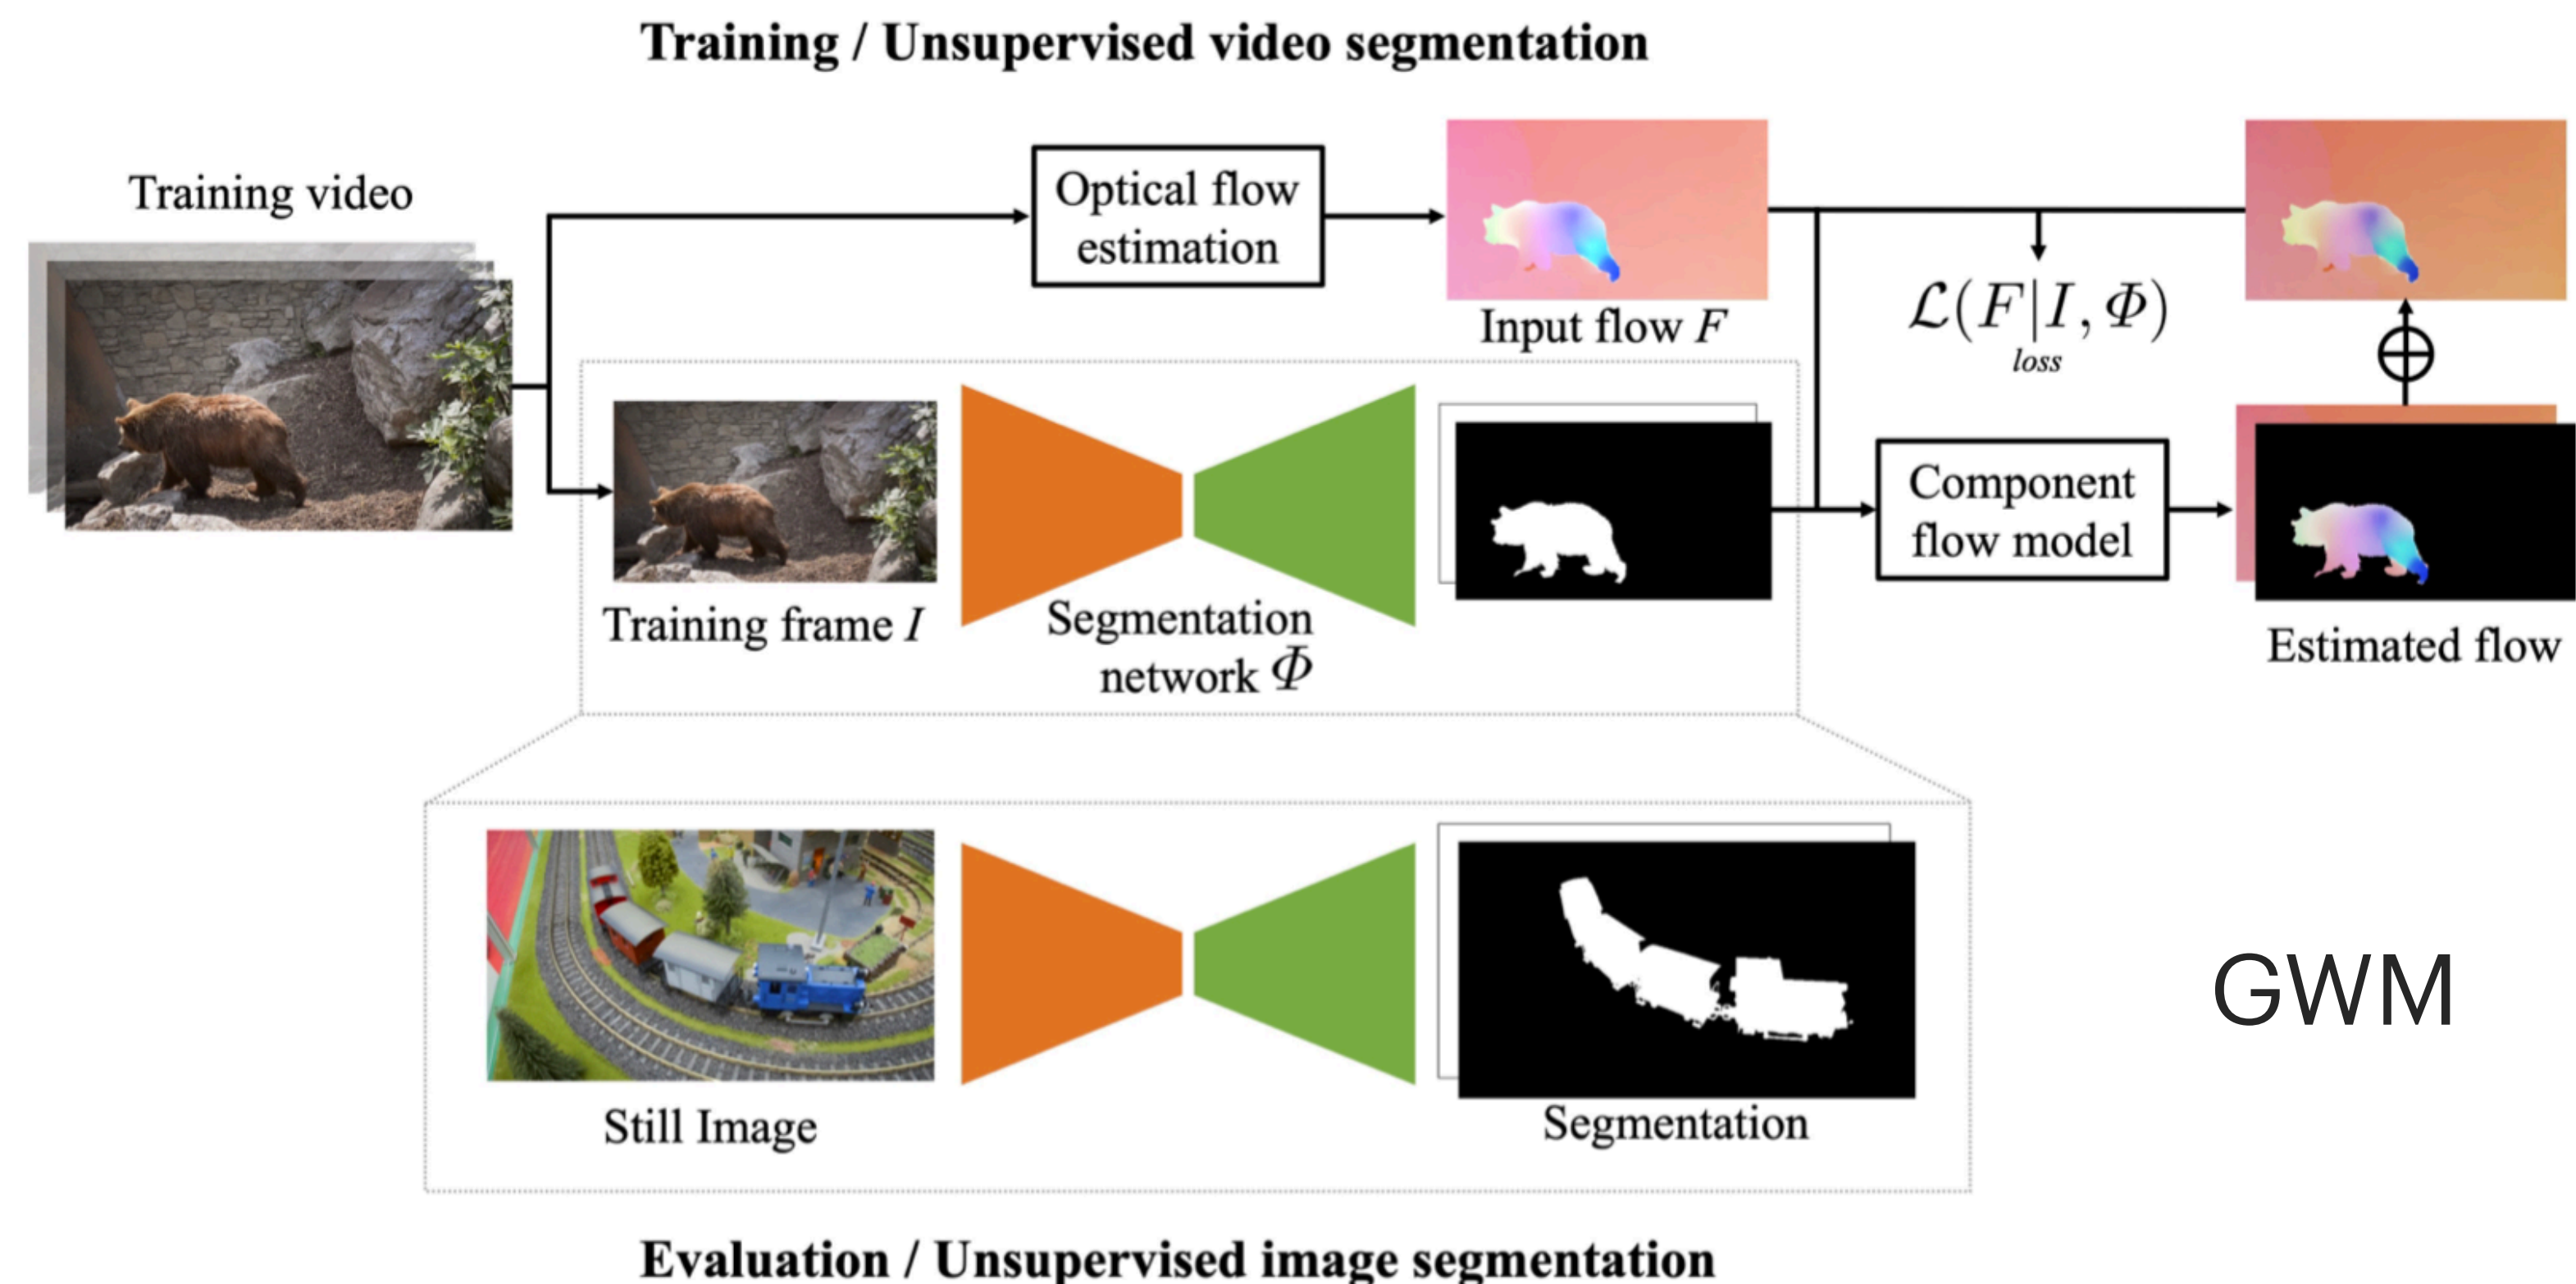 Training / Unsupervised video segmentation
Training video
Optical flow
estimation
Input flow F
ℒ(F|I, Φ)
loss
Training frame I
Segmentation
network Φ
Component
flow model
Estimated flow
Still Image
Segmentation
GWM
Evaluation / Unsupervised image segmentation